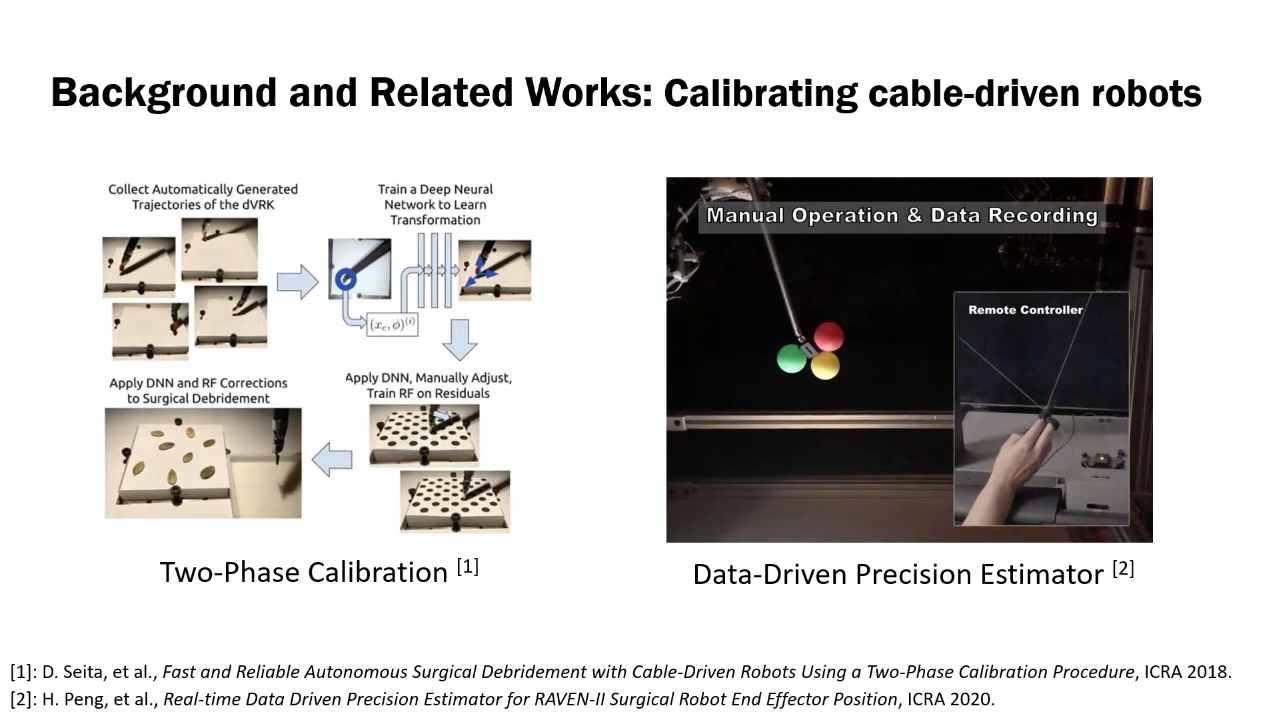 Background and Related Works: Calibrating cable-driven robots
Collect Automatically Generated
Trajectories of the dVRK
Train a Deep Neural
Network to Learn
Transformation
(x_c, ϕ)^(i)
Apply DNN and RF Corrections
to Surgical Debridement
Apply DNN, Manually Adjust,
Train RF on Residuals
Two-Phase Calibration [1]
Manual Operation & Data Recording
Remote Controller
Data-Driven Precision Estimator [2]
[1]: D. Seita, et al., Fast and Reliable Autonomous Surgical Debridement with Cable-Driven Robots Using a Two-Phase Calibration Procedure, ICRA 2018.
[2]: H. Peng, et al., Real-time Data Driven Precision Estimator for RAVEN-II Surgical Robot End Effector Position, ICRA 2020.